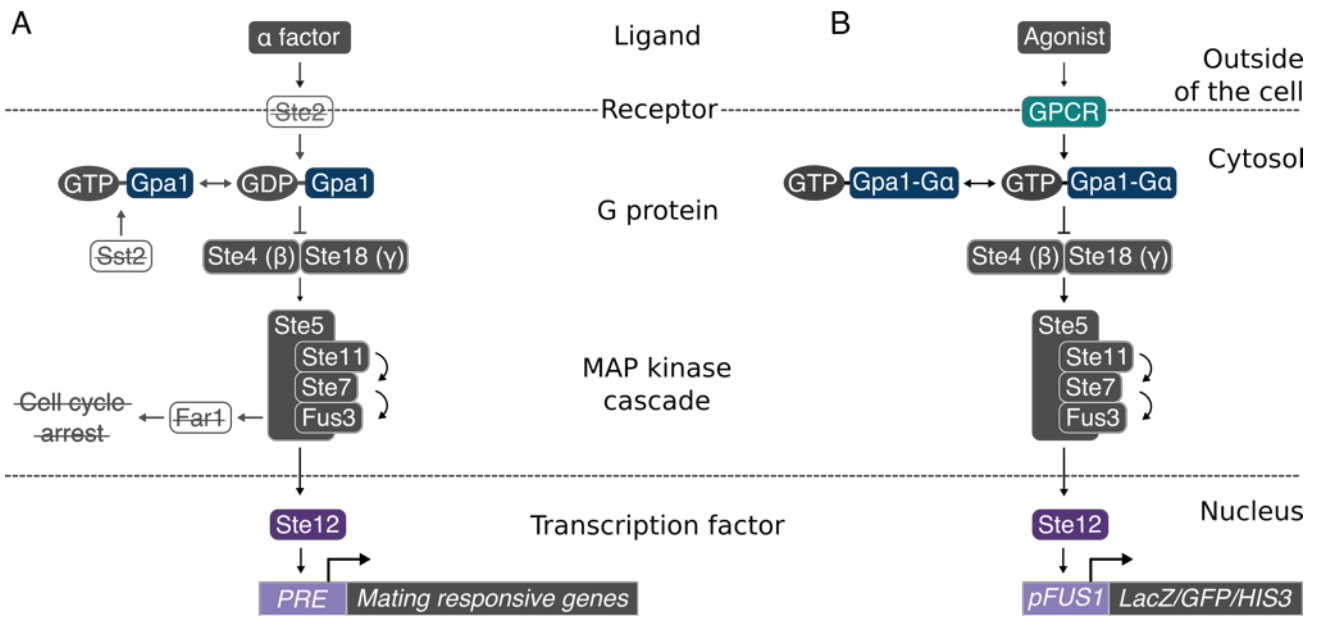 A
α factor
Ligand
B
Agonist
Outside
of the cell
Ste2
Receptor
GPCR
Cytosol
GTP
Gpa1
GDP
Gpa1
G protein
GTP
Gpa1-Gα
GTP
Gpa1-Gα
Sst2
Ste4 (β)
Ste18 (γ)
Ste4 (β)
Ste18 (γ)
Ste5
Ste11
Ste7
Fus3
MAP kinase
cascade
Ste5
Ste11
Ste7
Fus3
Cell cycle
arrest
Far1
Ste12
Transcription factor
Ste12
Nucleus
PRE
Mating responsive genes
pFUS1
LacZ/GFP/HIS3